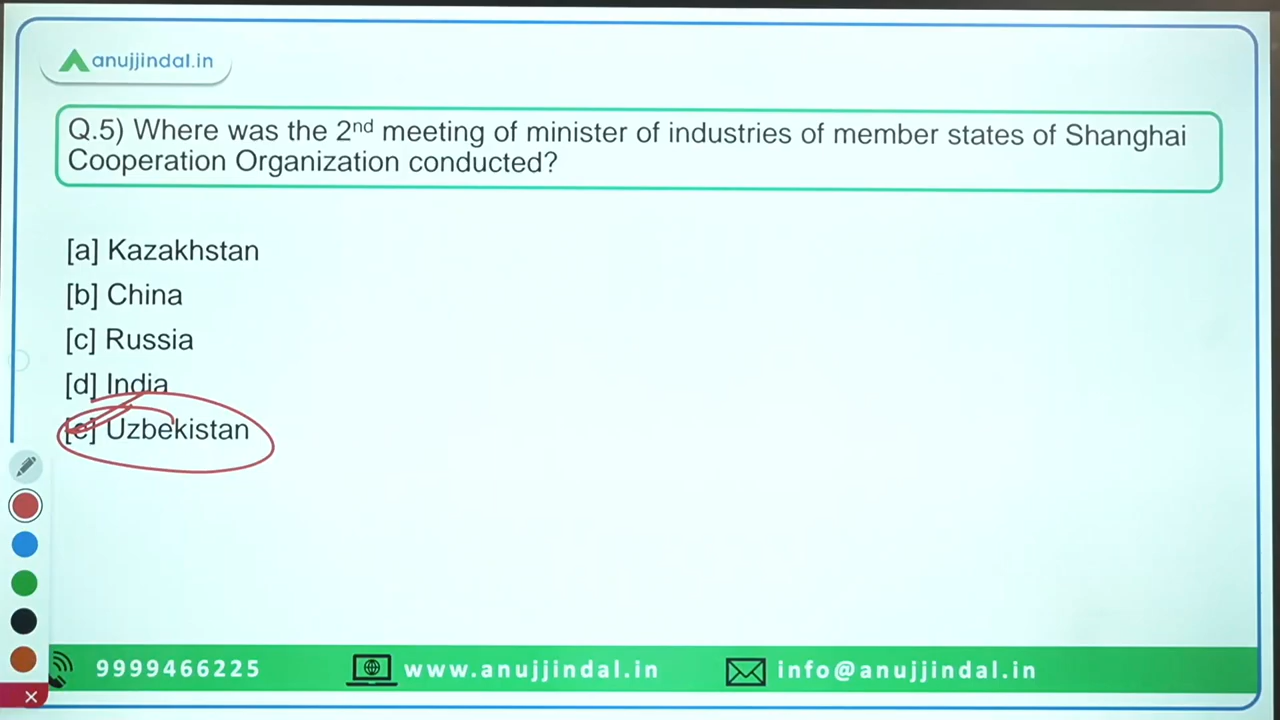 anujjindal.in
Q.5) Where was the 2nd meeting of minister of industries of member states of Shanghai
Cooperation Organization conducted?
[a] Kazakhstan
[b] China
[c] Russia
[d] India
[e] Uzbekistan
9999466225 www.anujjindal.in info@anujjindal.in